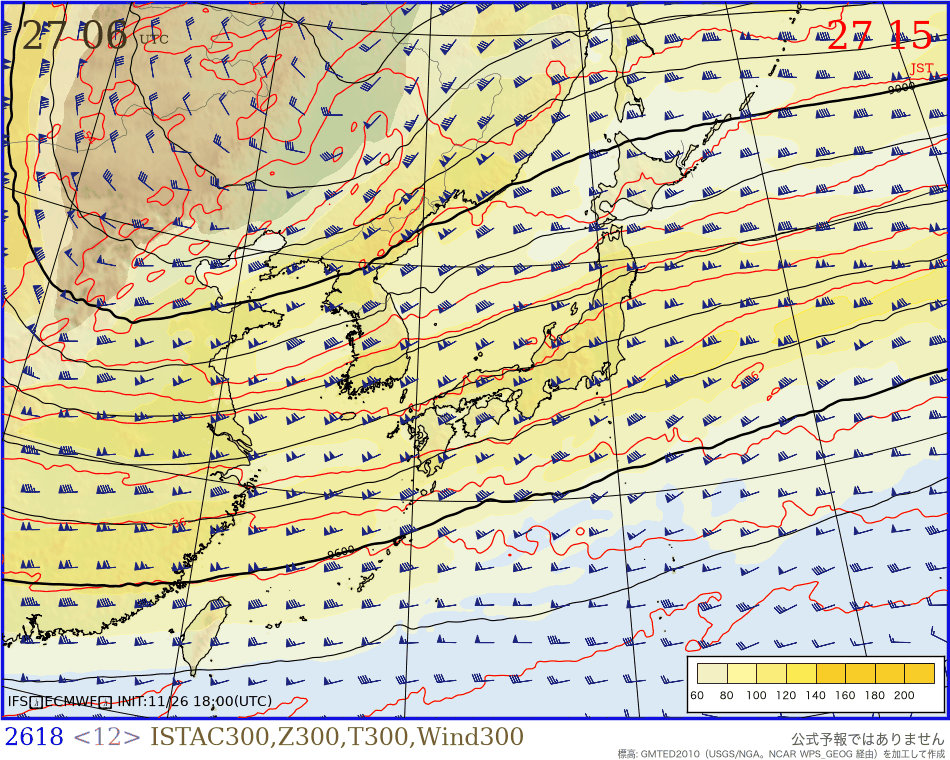 27 06 UTC
27 15
JST
9000
9600
IFS ECMWF INIT:11/26 18:00(UTC)
60 80 100 120 140 160 180 200
2618 <12> ISTAC300,Z300,T300,Wind300
公式予報ではありません
標高: GMTED2010（USGS/NGA。NCAR WPS_GEOG 経由）を加工して作成